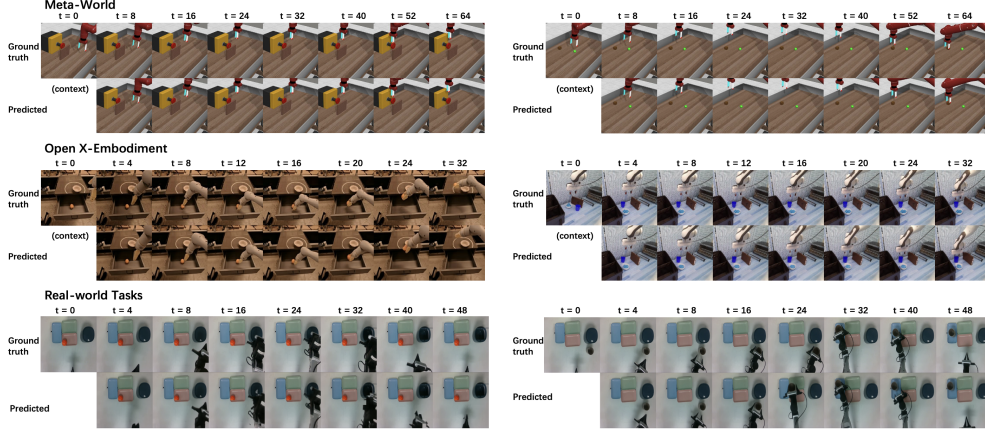 Meta-World
t = 0 t = 8 t = 16 t = 24 t = 32 t = 40 t = 52 t = 64
Ground truth
(context)
Predicted
t = 0 t = 8 t = 16 t = 24 t = 32 t = 40 t = 52 t = 64
Ground truth
(context)
Predicted
Open X-Embodiment
t = 0 t = 4 t = 8 t = 12 t = 16 t = 20 t = 24 t = 32
Ground truth
(context)
Predicted
t = 0 t = 4 t = 8 t = 12 t = 16 t = 20 t = 24 t = 32
Ground truth
(context)
Predicted
Real-world Tasks
t = 0 t = 4 t = 8 t = 16 t = 24 t = 32 t = 40 t = 48
Ground truth
Predicted
t = 0 t = 4 t = 8 t = 16 t = 24 t = 32 t = 40 t = 48
Ground truth
Predicted